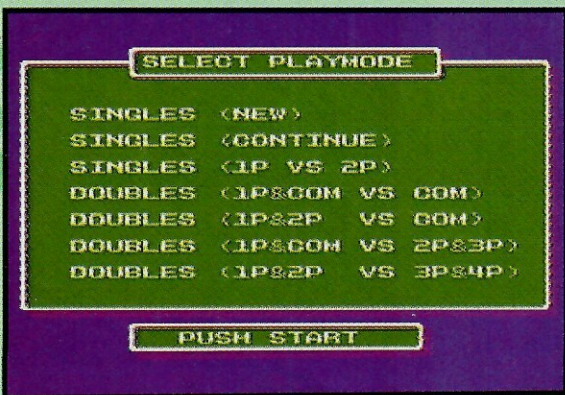 SELECT PLAYMODE
SINGLES (NEW)
SINGLES (CONTINUE)
SINGLES (1P VS 2P)
DOUBLES (1P&COM VS COM)
DOUBLES (1P&2P VS COM)
DOUBLES (1P&COM VS 2P&3P)
DOUBLES (1P&2P VS 3P&4P)
PUSH START